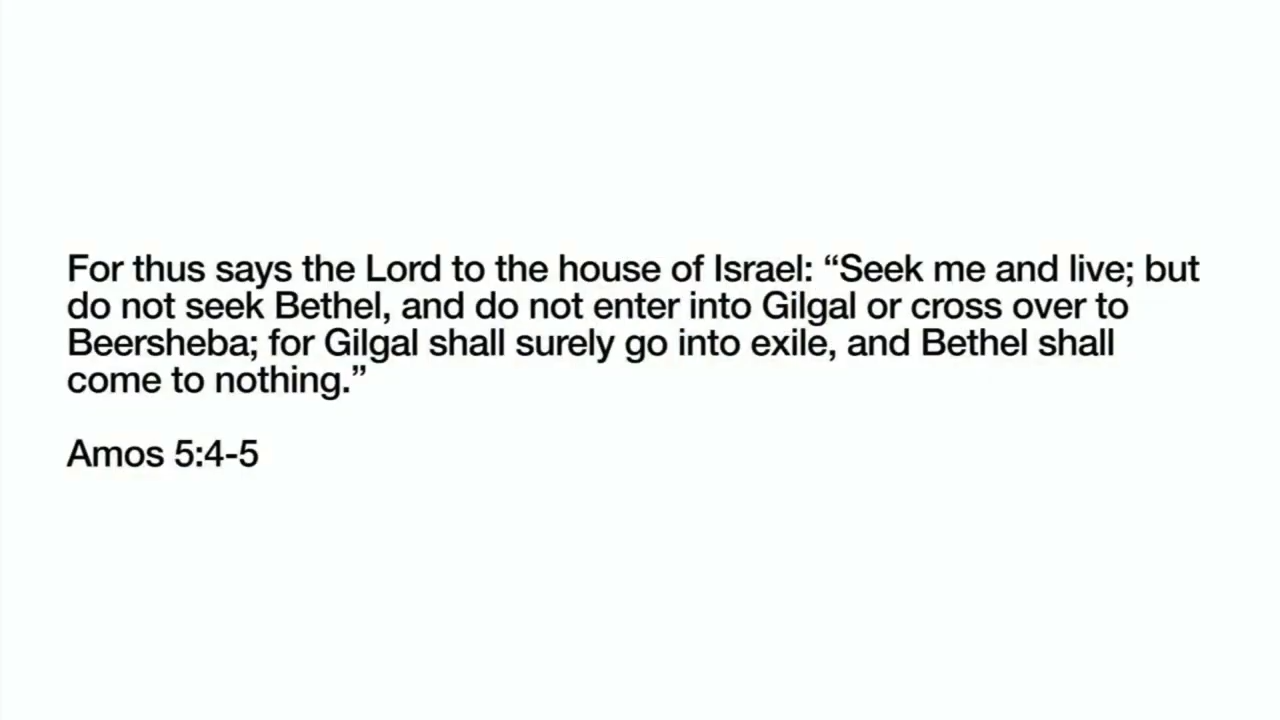 For thus says the Lord to the house of Israel: “Seek me and live; but
do not seek Bethel, and do not enter into Gilgal or cross over to
Beersheba; for Gilgal shall surely go into exile, and Bethel shall
come to nothing.”
Amos 5:4-5